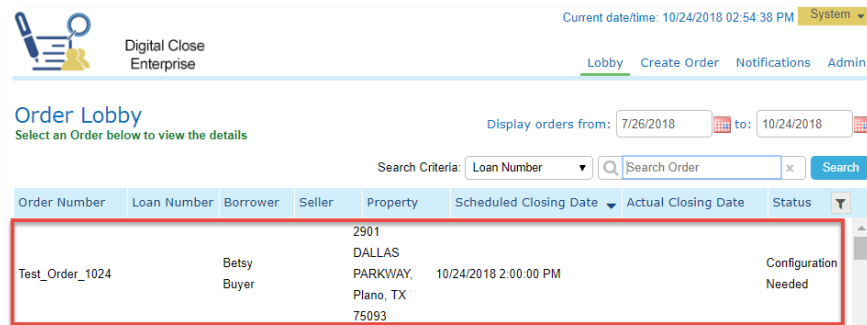 Current date/time: 10/24/2018 02:54:38 PM System
Digital Close
Enterprise
Lobby Create Order Notifications Admin
Order Lobby
Select an Order below to view the details
Display orders from: 7/26/2018 to: 10/24/2018
Search Criteria: Loan Number Search Order x Search
Order Number Loan Number Borrower Seller Property Scheduled Closing Date Actual Closing Date Status
2901
DALLAS
Test_Order_1024 Betsy Buyer PARKWAY, 10/24/2018 2:00:00 PM Configuration Needed
Plano, TX
75093